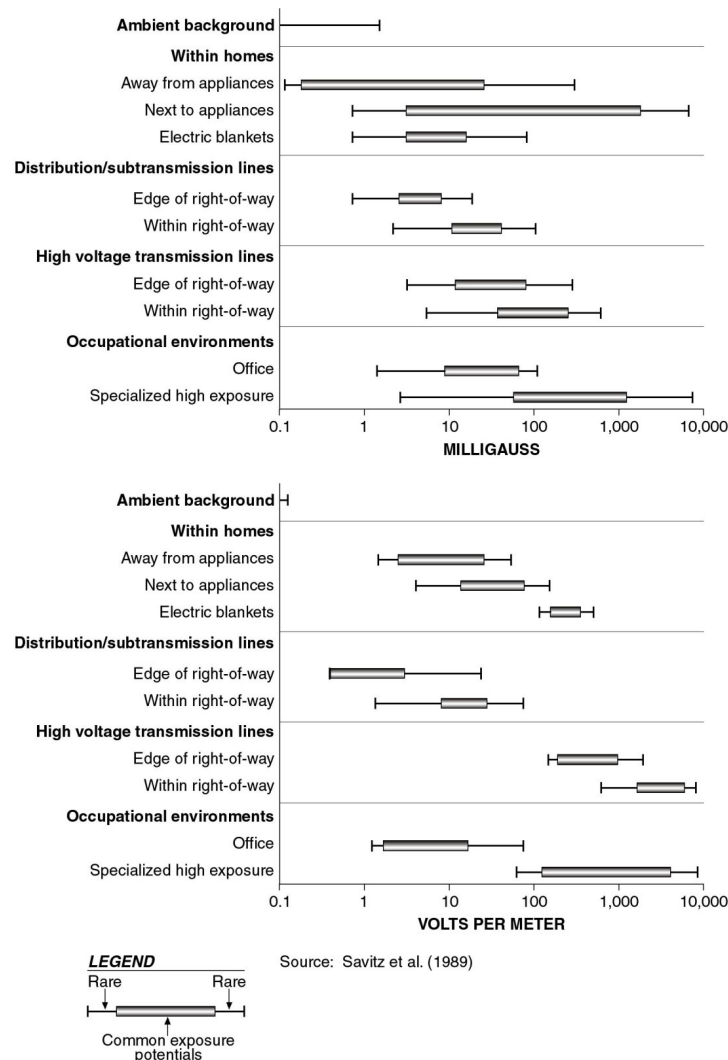 Ambient background
Within homes
Away from appliances
Next to appliances
Electric blankets
Distribution/subtransmission lines
Edge of right-of-way
Within right-of-way
High voltage transmission lines
Edge of right-of-way
Within right-of-way
Occupational environments
Office
Specialized high exposure
0.1 1 10 100 1,000 10,000
MILLIGAUSS
Ambient background
Within homes
Away from appliances
Next to appliances
Electric blankets
Distribution/subtransmission lines
Edge of right-of-way
Within right-of-way
High voltage transmission lines
Edge of right-of-way
Within right-of-way
Occupational environments
Office
Specialized high exposure
0.1 1 10 100 1,000 10,000
VOLTS PER METER
LEGEND
Rare Rare
Common exposure
potentials
Source: Savitz et al. (1989)